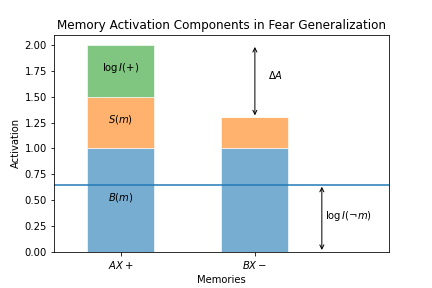 Memory Activation Components in Fear Generalization
2.00
1.75
1.50
1.25
1.00
0.75
0.50
0.25
0.00
Activation
log I(+)
S(m)
B(m)
ΔA
log I(¬m)
AX +
BX −
Memories